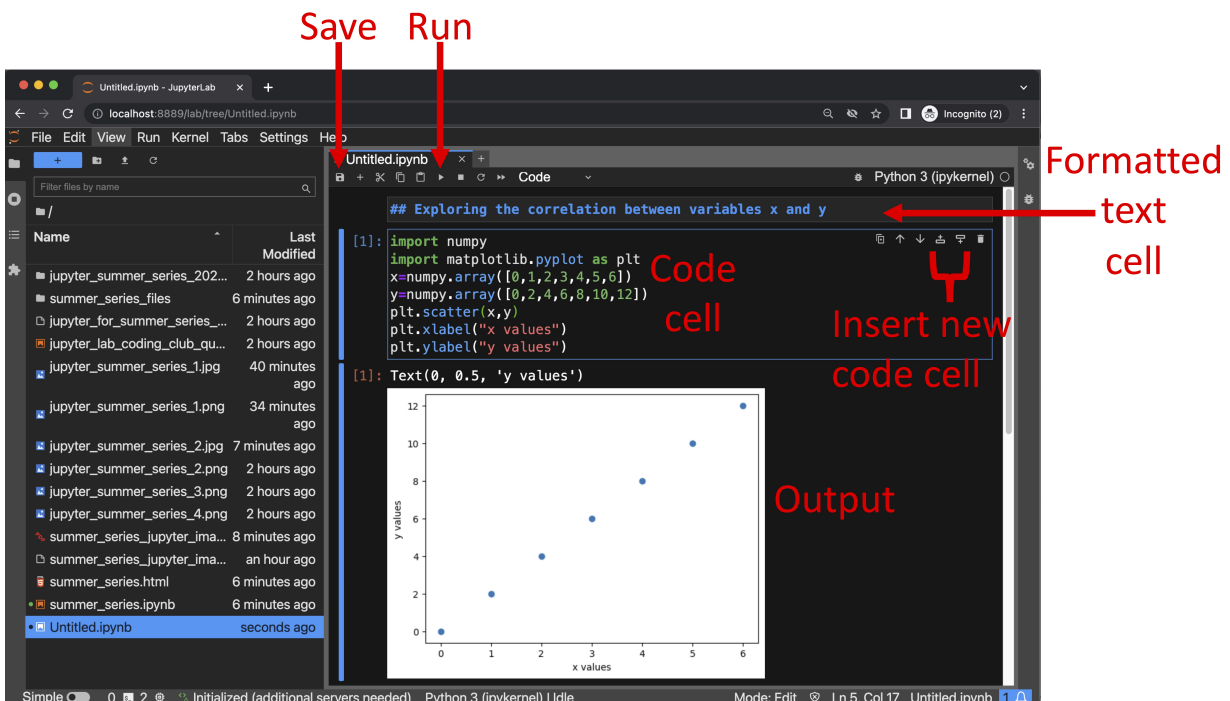 Save Run
Untitled.ipynb - JupyterLab
localhost:8889/lab/tree/Untitled.ipynb
Incognito (2)
File Edit View Run Kernel Tabs Settings Help
Untitled.ipynb
Filter files by name
Code
Python 3 (ipykernel)
Formatted
text
cell
/
Name
Last
Modified
jupyter_summer_series_202... 2 hours ago
summer_series_files 6 minutes ago
jupyter_for_summer_series_... 2 hours ago
jupyter_lab_coding_club_qu... 2 hours ago
jupyter_summer_series_1.jpg 40 minutes
ago
jupyter_summer_series_1.png 34 minutes
ago
jupyter_summer_series_2.jpg 7 minutes ago
jupyter_summer_series_2.png 2 hours ago
jupyter_summer_series_3.png 2 hours ago
jupyter_summer_series_4.png 2 hours ago
summer_series_jupyter_ima... 8 minutes ago
summer_series_jupyter_ima... an hour ago
summer_series.html 6 minutes ago
summer_series.ipynb 6 minutes ago
Untitled.ipynb seconds ago
## Exploring the correlation between variables x and y
[1]: import numpy
import matplotlib.pyplot as plt
x=numpy.array([0,1,2,3,4,5,6])
y=numpy.array([0,2,4,6,8,10,12])
plt.scatter(x,y)
plt.xlabel("x values")
plt.ylabel("y values")
Code
cell
Insert new
code cell
[1]: Text(0, 0.5, 'y values')
12
10
8
6
4
2
0
y values
0 1 2 3 4 5 6
x values
Output
Simple 0 2 Initialized (additional servers needed) Python 3 (ipykernel) | Idle
Mode: Edit Ln 5, Col 17 Untitled.ipynb 1